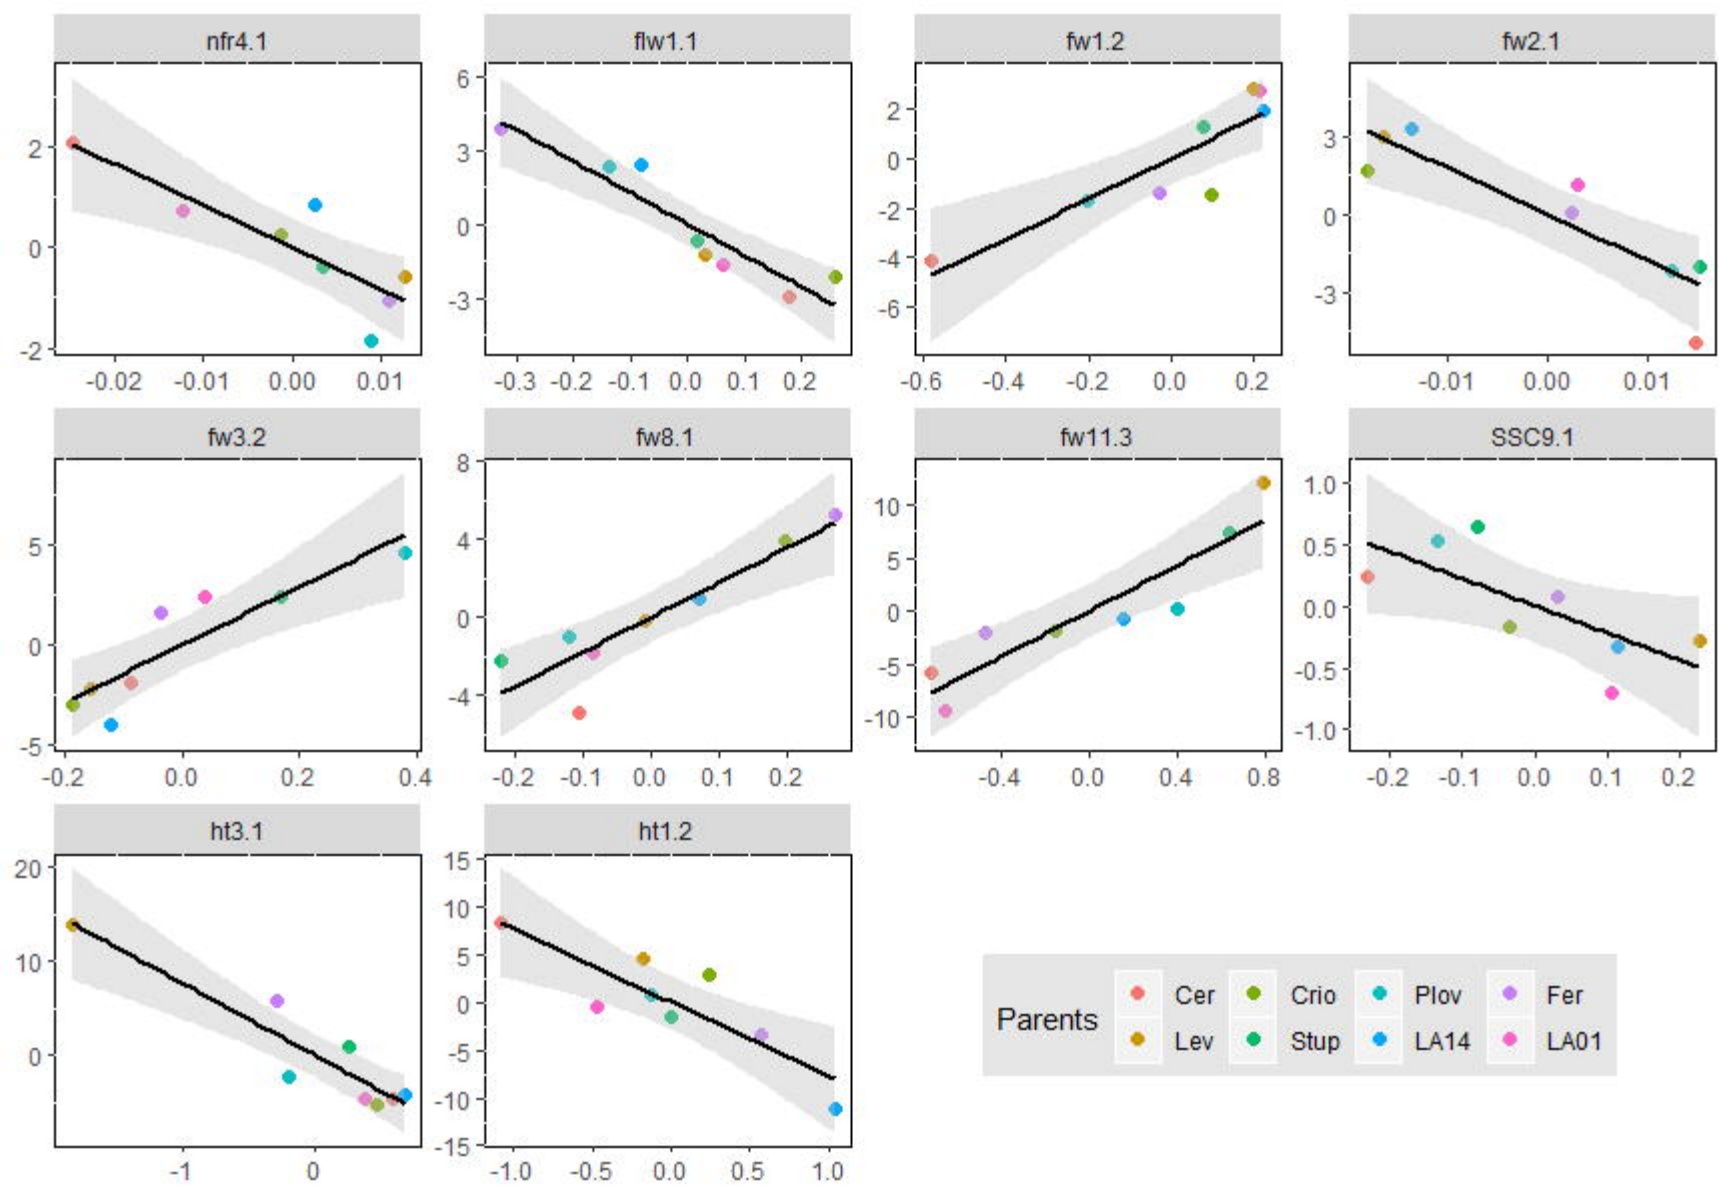 nfr4.1 flw1.1 fw1.2 fw2.1
2
0
-2
-0.02 -0.01 0.00 0.01
6
3
0
-3
-0.3 -0.2 -0.1 0.0 0.1 0.2
2
0
-2
-4
-6
-0.6 -0.4 -0.2 0.0 0.2
3
0
-3
-0.01 0.00 0.01
fw3.2 fw8.1 fw11.3 SSC9.1
5
0
-5
-0.2 0.0 0.2 0.4
8
4
0
-4
-0.2 -0.1 0.0 0.1 0.2
10
5
0
-5
-10
-0.4 0.0 0.4 0.8
1.0
0.5
0.0
-0.5
-1.0
-0.2 -0.1 0.0 0.1 0.2
ht3.1 ht1.2
20
10
0
-1 0
15
10
5
0
-5
-10
-15
-1.0 -0.5 0.0 0.5 1.0
Parents
Cer Crio Plov Fer
Lev Stup LA14 LA01